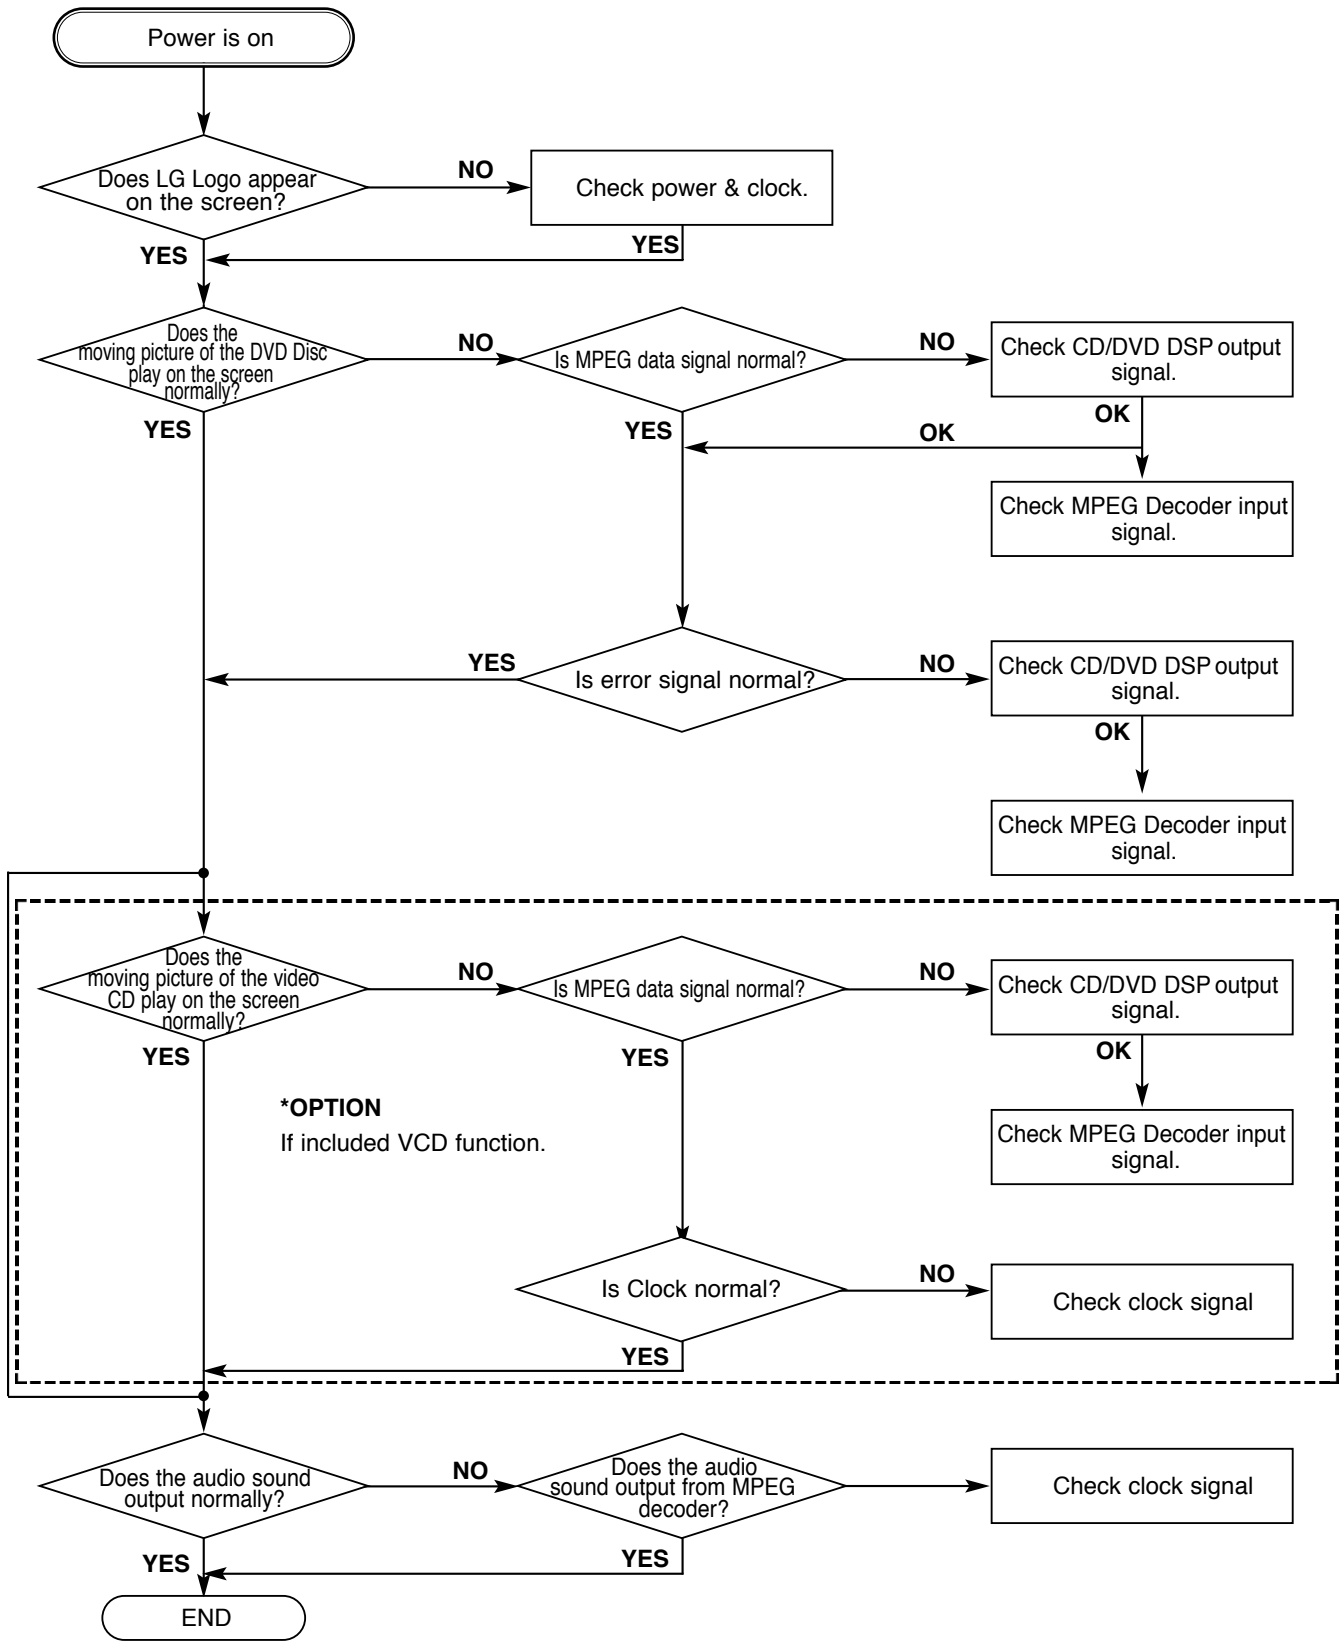 Power is on
Does LG Logo appear
on the screen?
NO
Check power & clock.
YES
YES
Does the
moving picture of the DVD Disc
play on the screen
normally?
NO
Is MPEG data signal normal?
NO
Check CD/DVD DSP output
signal.
YES
YES
OK
OK
Check MPEG Decoder input
signal.
YES
Is error signal normal?
NO
Check CD/DVD DSP output
signal.
OK
Check MPEG Decoder input
signal.
Does the
moving picture of the video
CD play on the screen
normally?
NO
Is MPEG data signal normal?
NO
Check CD/DVD DSP output
signal.
YES
YES
OK
*OPTION
If included VCD function.
Check MPEG Decoder input
signal.
Is Clock normal?
NO
Check clock signal
YES
Does the audio sound
output normally?
NO
Does the audio
sound output from MPEG
decoder?
Check clock signal
YES
YES
END